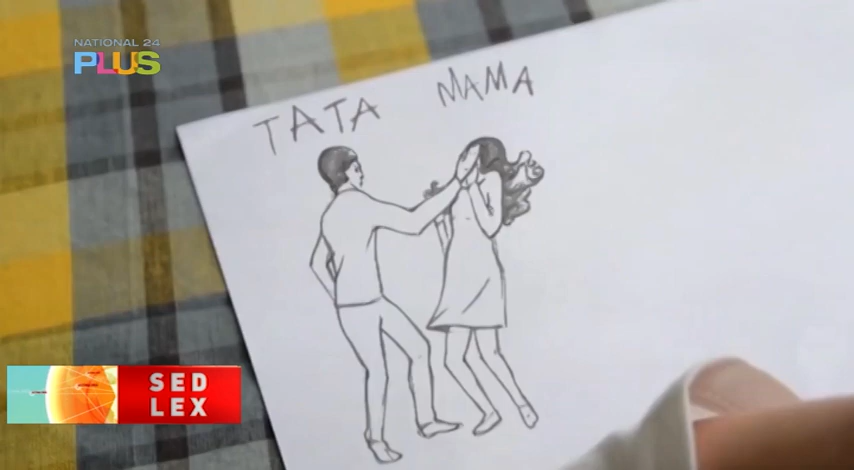 NATIONAL 24
PLUS
TATA MAMA
SED
LEX